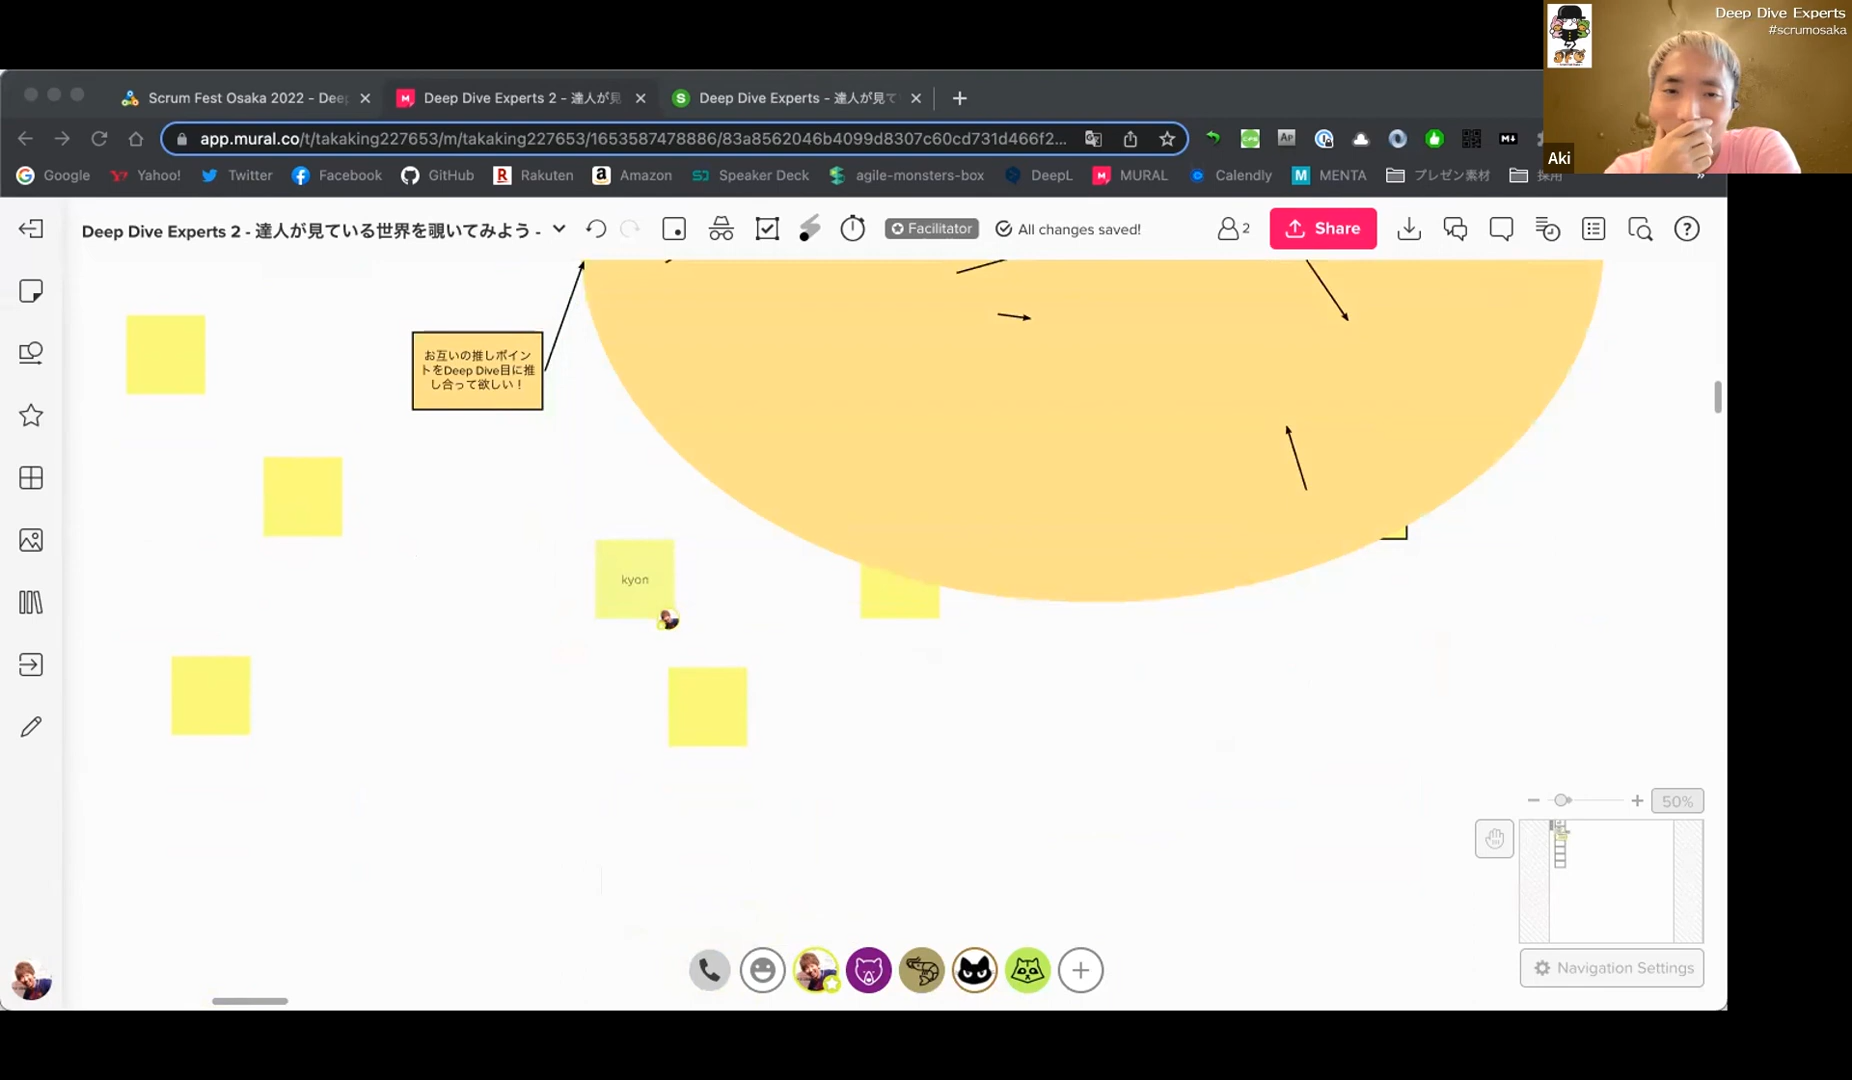 Deep Dive Experts
#scrumosaka
Aki
Scrum Fest Osaka 2022 - Deep
Deep Dive Experts 2 - 達人が見
Deep Dive Experts - 達人が見て
app.mural.co/t/takaking227653/m/takaking227653/1653587478886/83a8562046b4099d8307c60cd731d466f2...
Google
Yahoo!
Twitter
Facebook
GitHub
Rakuten
Amazon
Speaker Deck
agile-monsters-box
DeepL
MURAL
Calendly
MENTA
プレゼン素材
採用
»
Deep Dive Experts 2 - 達人が見ている世界を覗いてみよう -
Facilitator
All changes saved!
2
Share
お互いの推しポイン
トをDeep Dive目に推
し合って欲しい！
kyon
50%
Navigation Settings